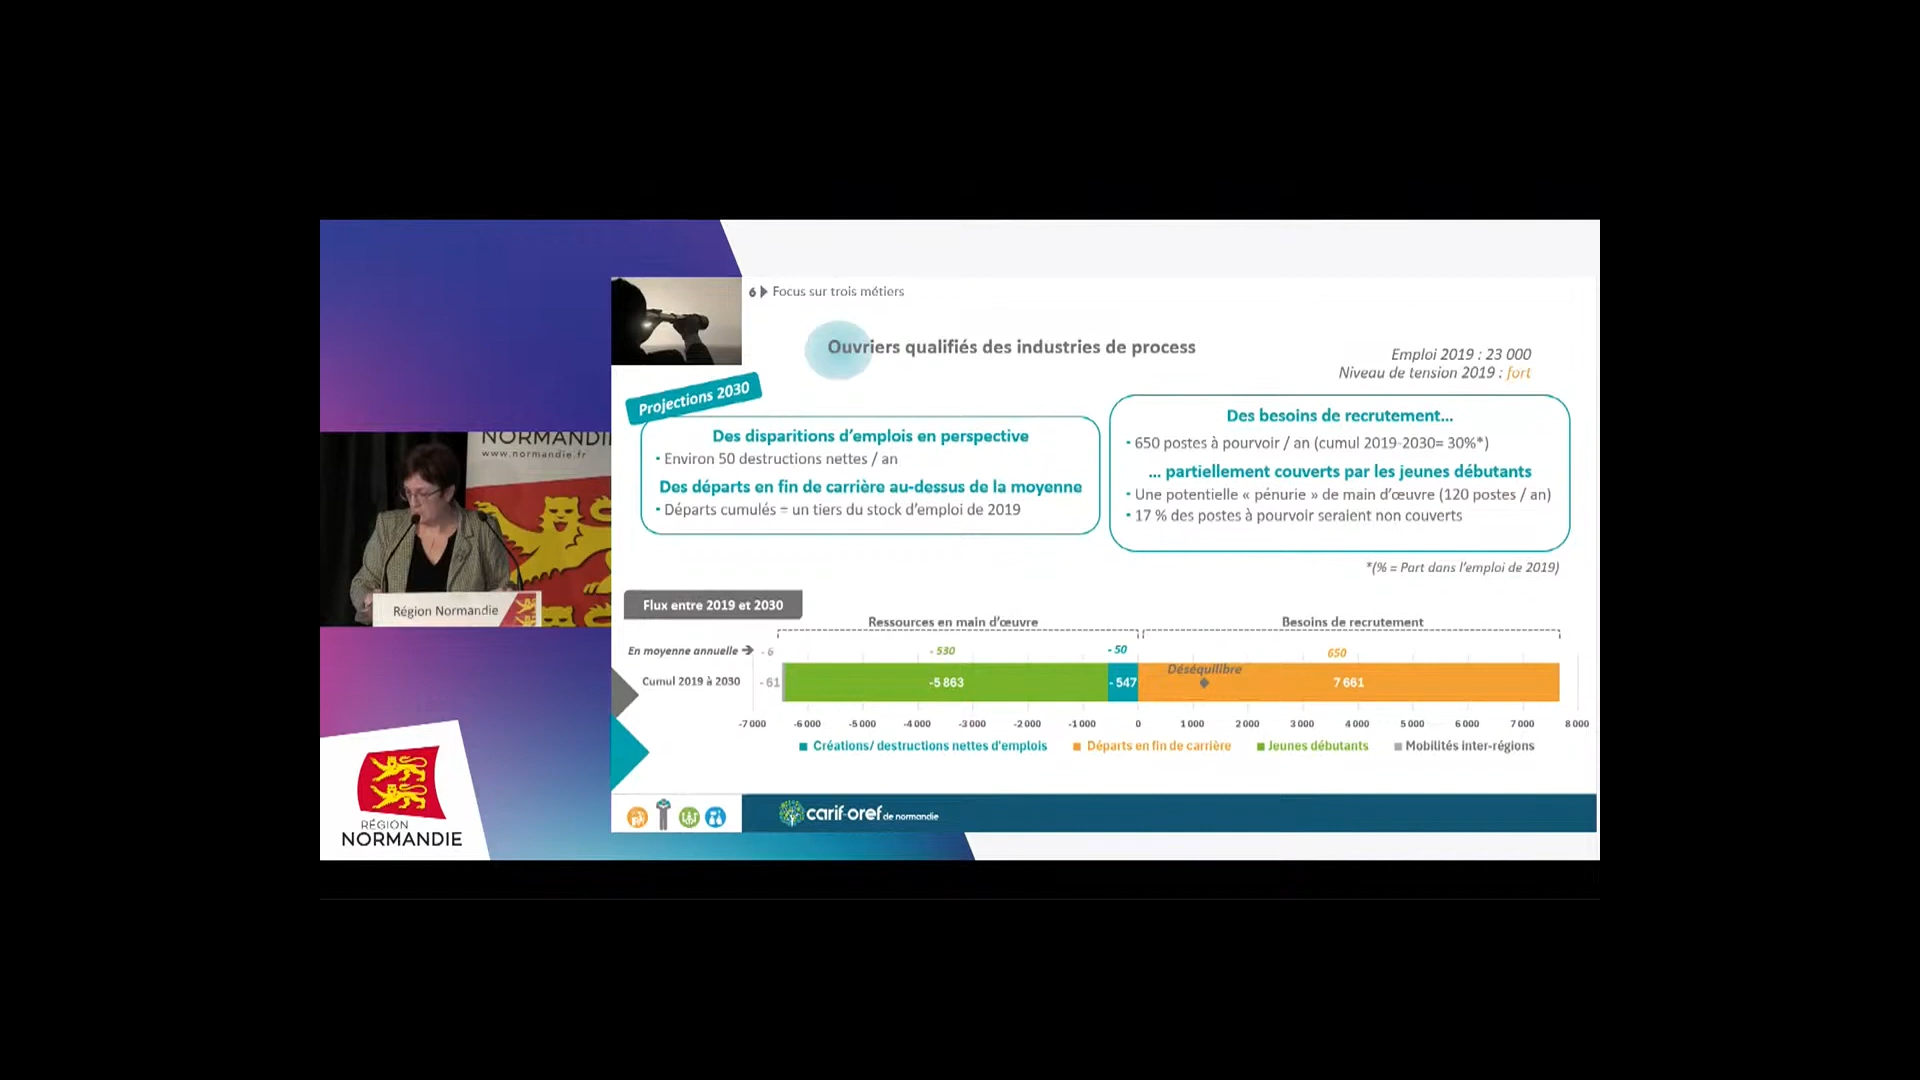 6 Focus sur trois métiers
Ouvriers qualifiés des industries de process
Emploi 2019 : 23 000
Niveau de tension 2019 : fort
Projections 2030
Des disparitions d’emplois en perspective
▪ Environ 50 destructions nettes / an
Des départs en fin de carrière au-dessus de la moyenne
▪ Départs cumulés = un tiers du stock d’emploi de 2019
Des besoins de recrutement...
▪ 650 postes à pourvoir / an (cumul 2019-2030= 30%*)
... partiellement couverts par les jeunes débutants
▪ Une potentielle « pénurie » de main d’œuvre (120 postes / an)
▪ 17 % des postes à pourvoir seraient non couverts
*(% = Part dans l’emploi de 2019)
NORMANDI
www.normandie.fr
Région Normandie
Flux entre 2019 et 2030
Ressources en main d’œuvre
Besoins de recrutement
En moyenne annuelle → - 6 - 530 - 50 650
Déséquilibre
Cumul 2019 à 2030 - 61 -5 863 - 547 7 661
-7 000 -6 000 -5 000 -4 000 -3 000 -2 000 -1 000 0 1 000 2 000 3 000 4 000 5 000 6 000 7 000 8 000
Créations/ destructions nettes d'emplois Départs en fin de carrière Jeunes débutants Mobilités inter-régions
carif-oref de normandie
RÉGION
NORMANDIE